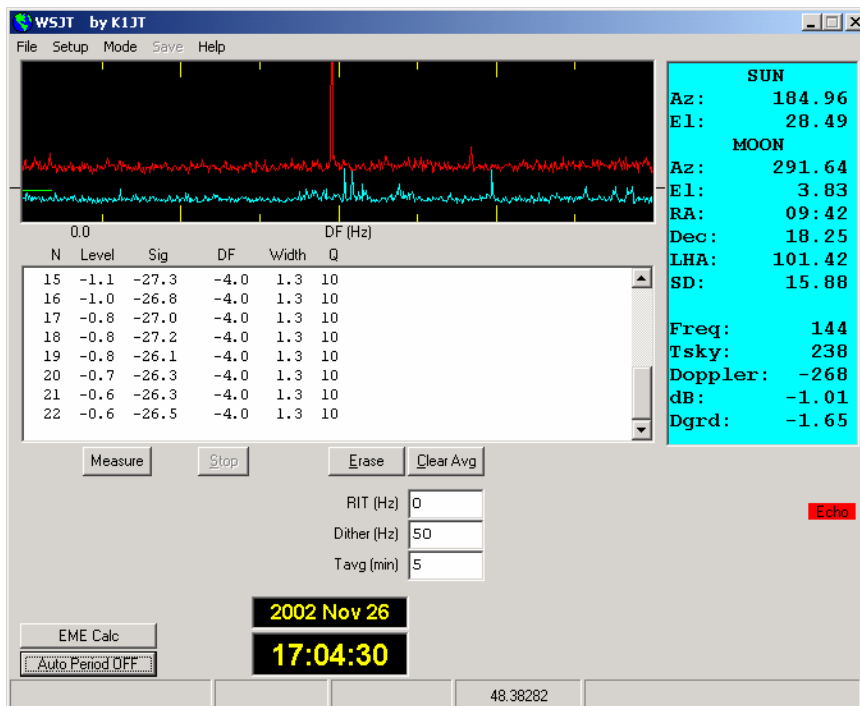 WSJT by K1JT
File Setup Mode Save Help
0.0 DF (Hz)
N Level Sig DF Width Q
15 -1.1 -27.3 -4.0 1.3 10
16 -1.0 -26.8 -4.0 1.3 10
17 -0.8 -27.0 -4.0 1.3 10
18 -0.8 -27.2 -4.0 1.3 10
19 -0.8 -26.1 -4.0 1.3 10
20 -0.7 -26.3 -4.0 1.3 10
21 -0.6 -26.3 -4.0 1.3 10
22 -0.6 -26.5 -4.0 1.3 10
SUN
Az: 184.96
El: 28.49
MOON
Az: 291.64
El: 3.83
RA: 09:42
Dec: 18.25
LHA: 101.42
SD: 15.88
Freq: 144
Tsky: 238
Doppler: -268
dB: -1.01
Dgrd: -1.65
Measure Stop Erase Clear Avg
RIT (Hz) 0
Dither (Hz) 50
Tavg (min) 5
Echo
2002 Nov 26
17:04:30
EME Calc
Auto Period OFF
48.38282